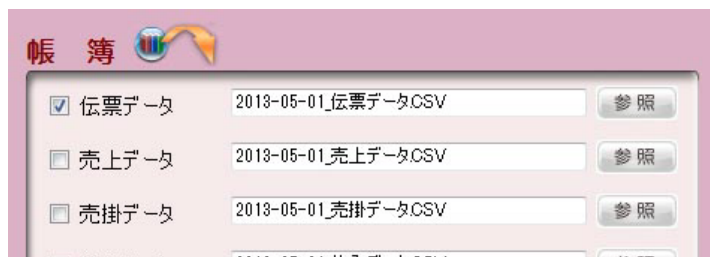 帳簿
伝票データ 2013-05-01_伝票データ.CSV 参照
売上データ 2013-05-01_売上データ.CSV 参照
売掛データ 2013-05-01_売掛データ.CSV 参照